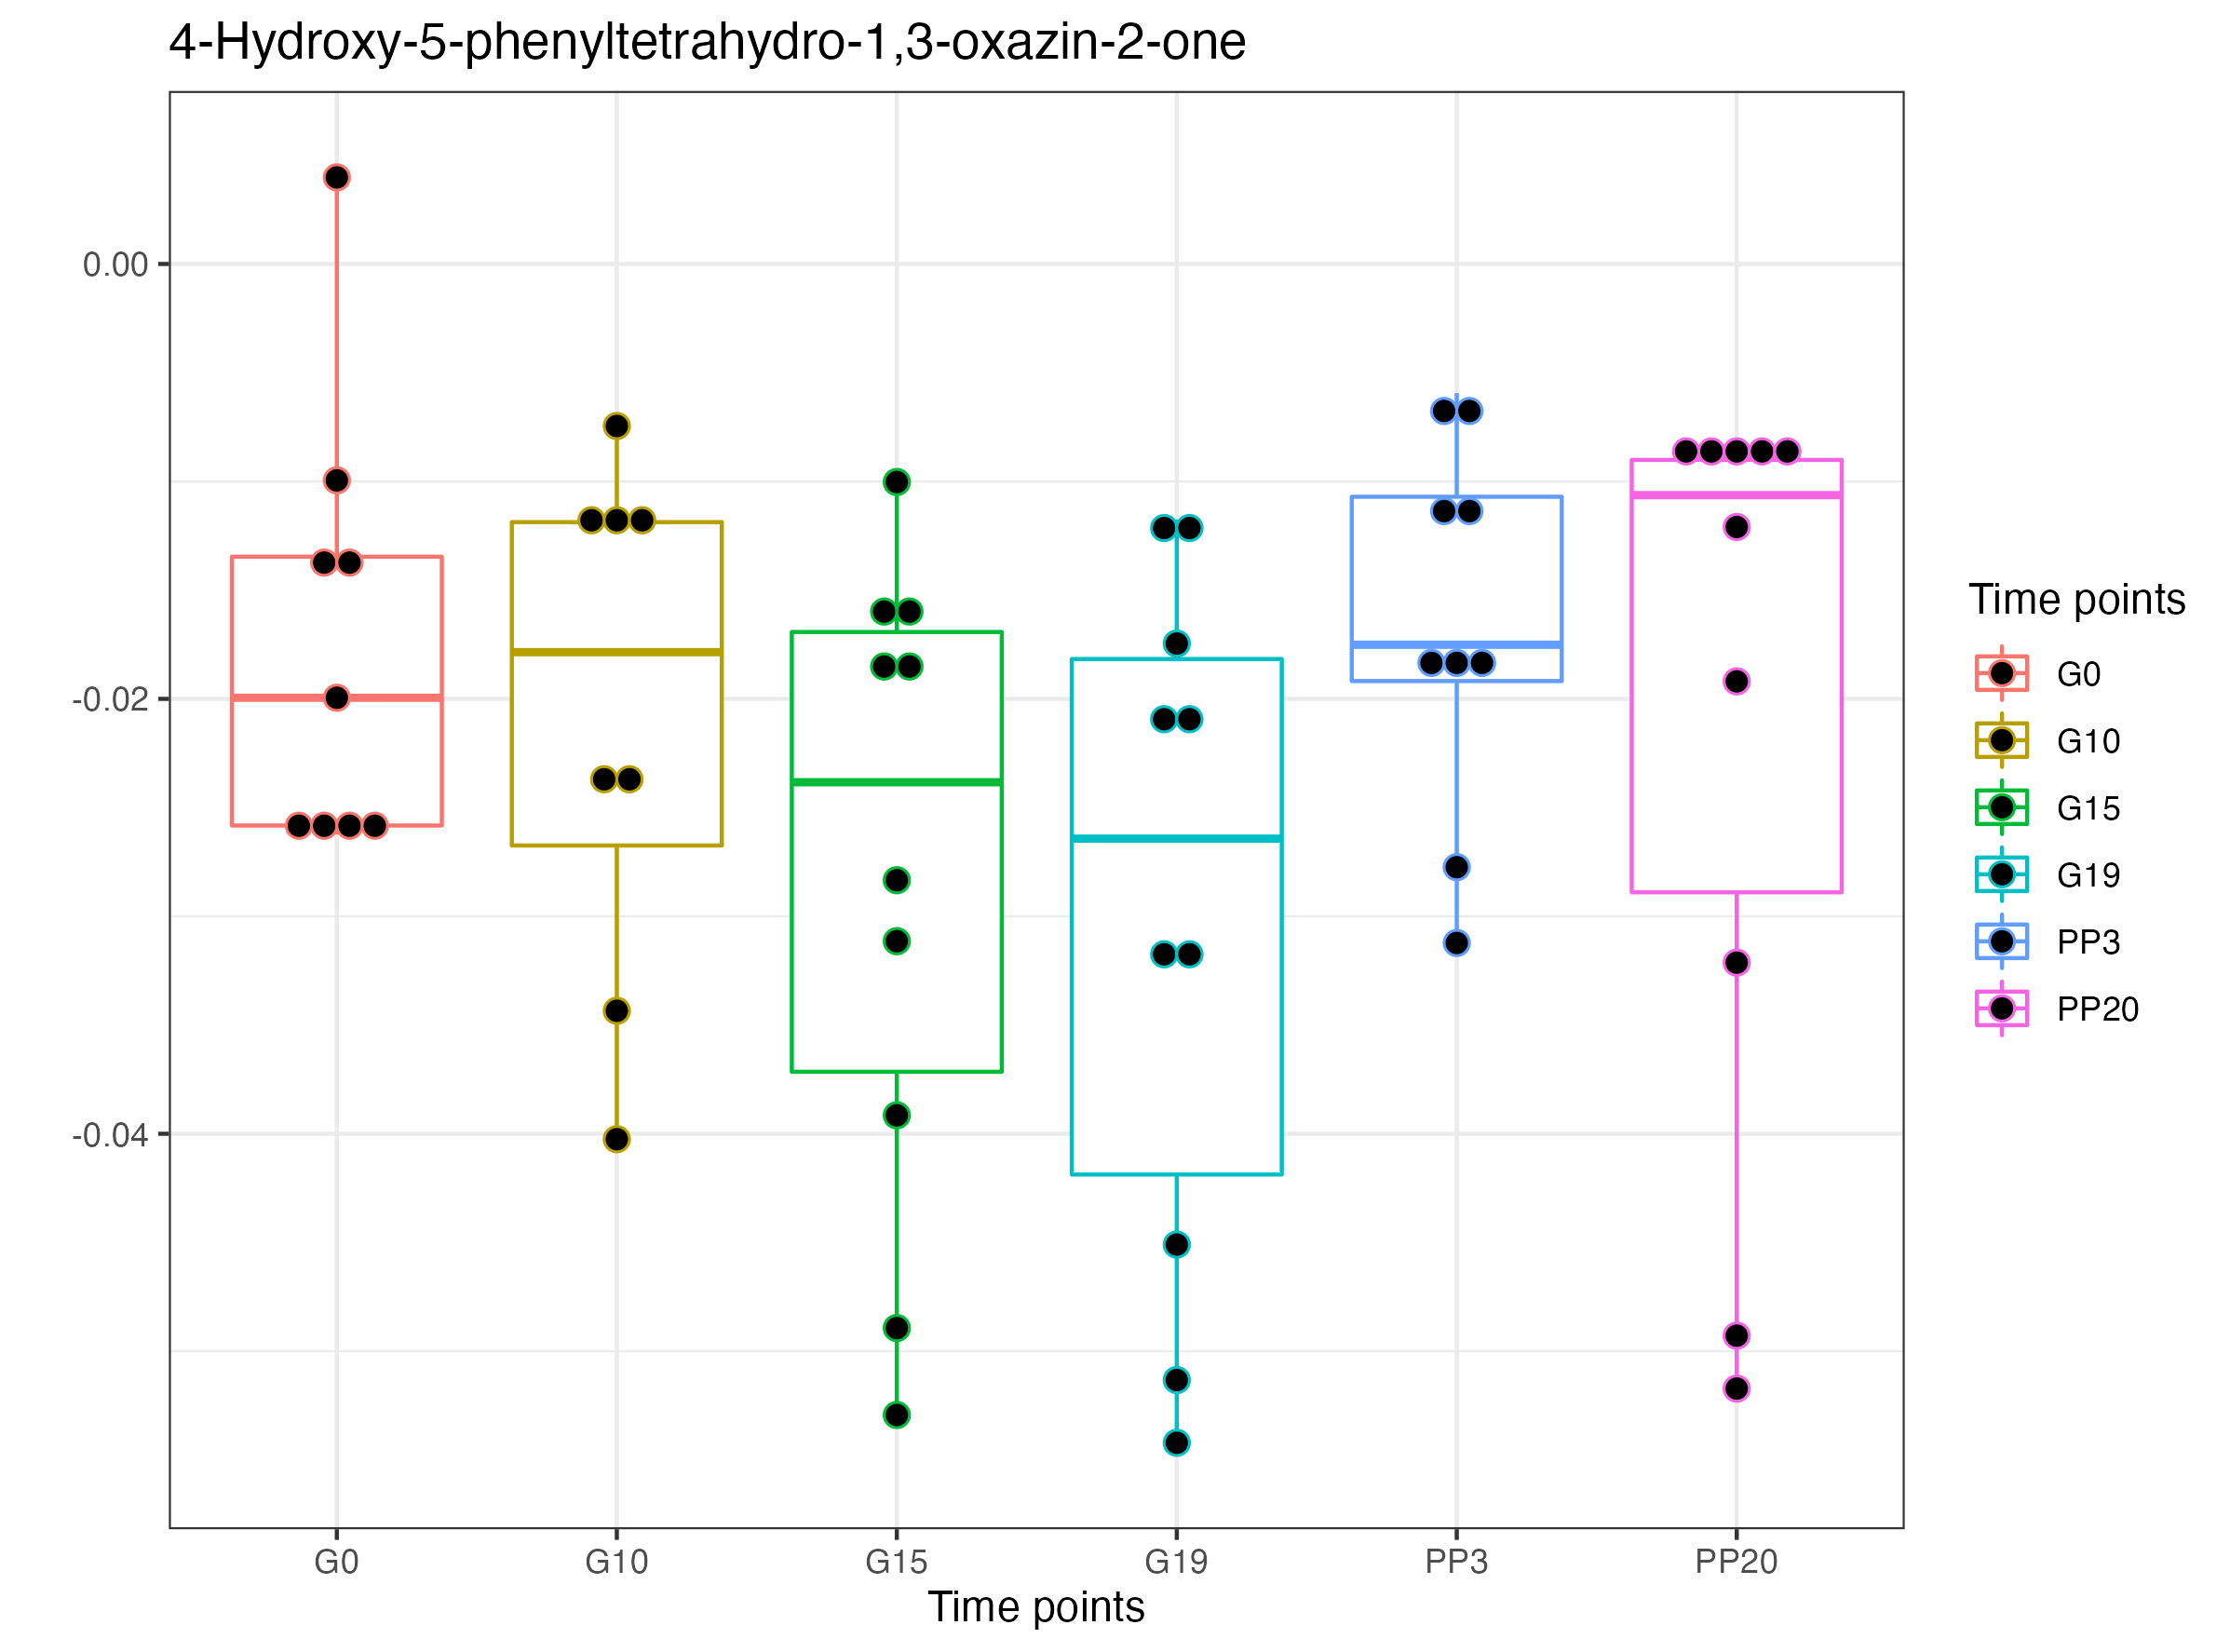 4-Hydroxy-5-phenyltetrahydro-1,3-oxazin-2-one
0.00
-0.02
-0.04
G0
G10
G15
G19
PP3
PP20
Time points
Time points
G0
G10
G15
G19
PP3
PP20